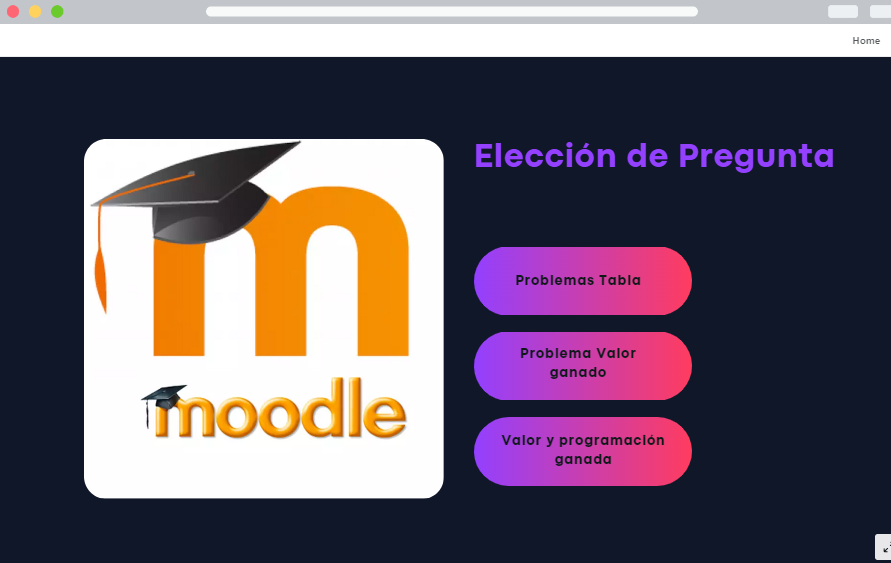 Home
Elección de Pregunta
m
moodle
Problemas Tabla
Problema Valor
ganado
Valor y programación
ganada